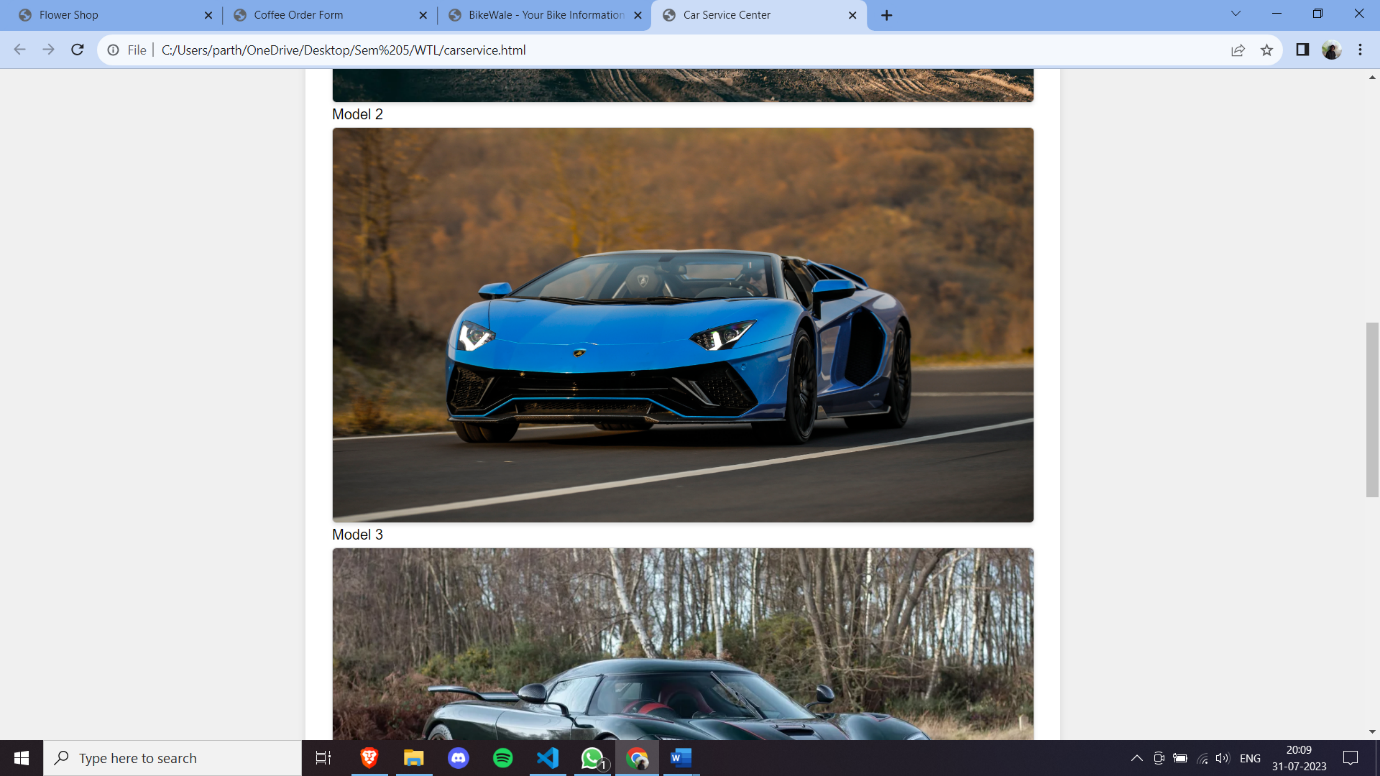 Flower Shop
Coffee Order Form
BikeWale - Your Bike Information
Car Service Center
File
C:/Users/parth/OneDrive/Desktop/Sem%205/WTL/carservice.html
Model 2
Model 3
Type here to search
1
ENG
20:09
31-07-2023